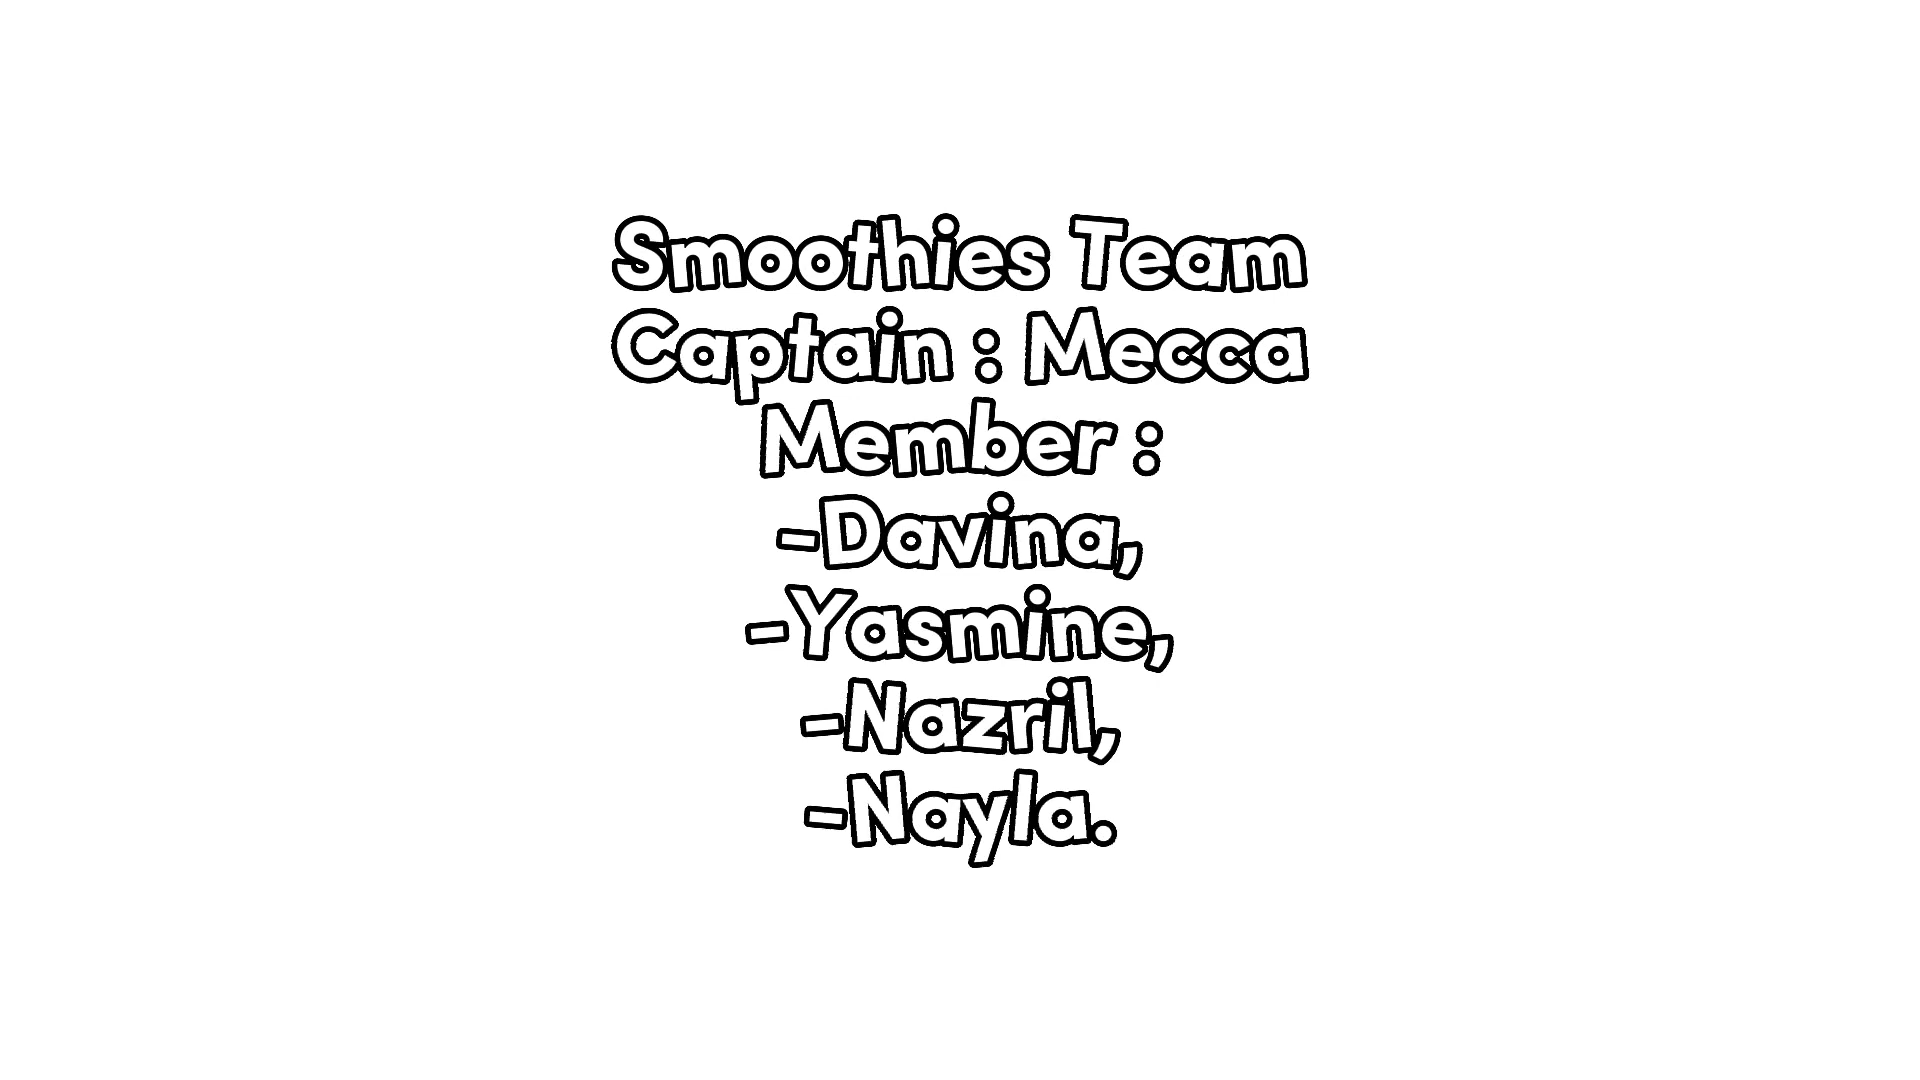 Smoothies Team
Captain : Mecca
Member :
-Davina,
-Yasmine,
-Nazril,
-Nayla.